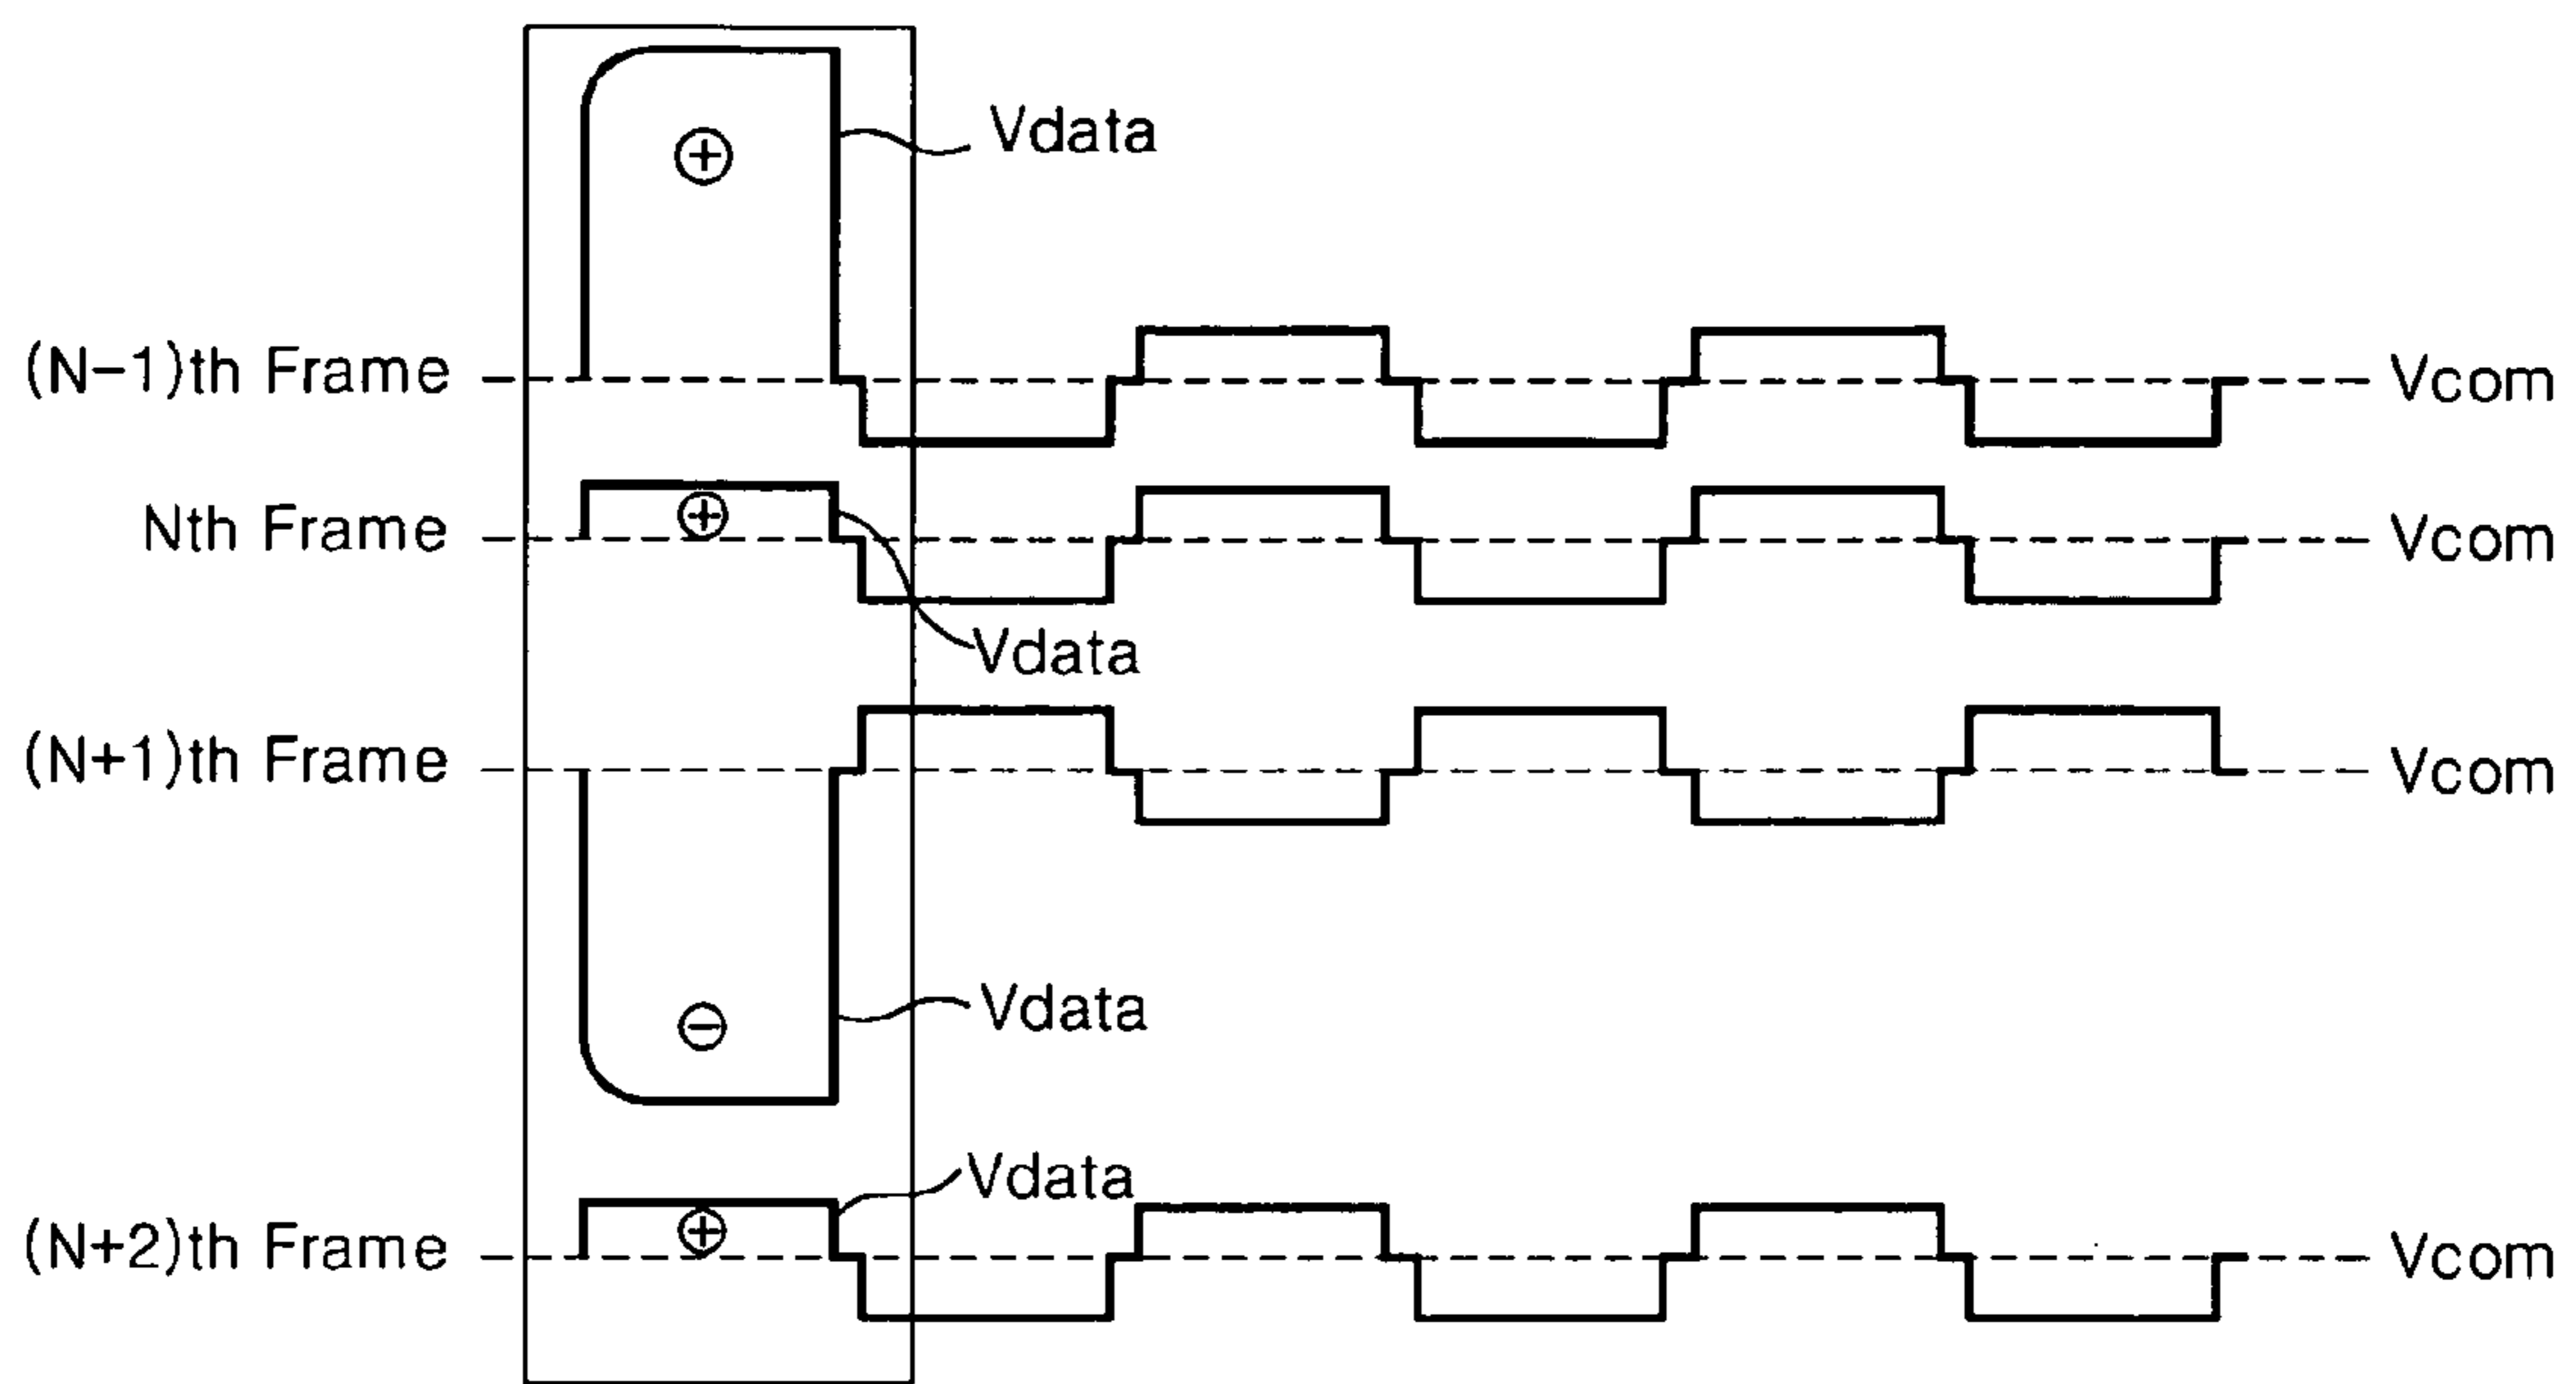 ⊕
Vdata
(N-1)th Frame
Vcom
⊕
Nth Frame
Vcom
Vdata
(N+1)th Frame
Vcom
⊖
Vdata
Vdata
⊕
(N+2)th Frame
Vcom